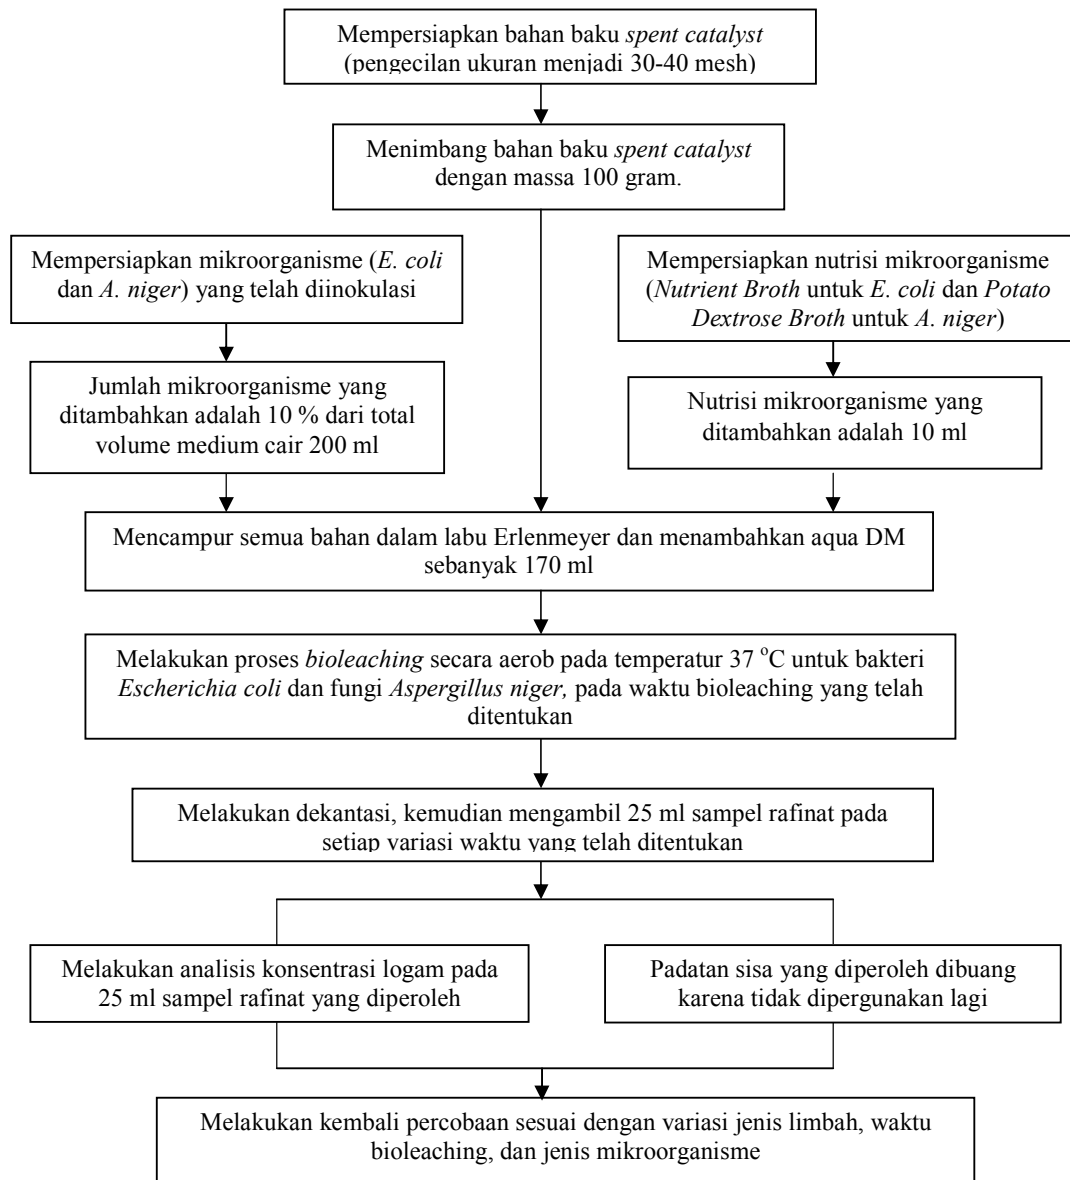 Mempersiapkan bahan baku spent catalyst
(pengecilan ukuran menjadi 30-40 mesh)
Menimbang bahan baku spent catalyst
dengan massa 100 gram.
Mempersiapkan mikroorganisme (E. coli
dan A. niger) yang telah diinokulasi
Mempersiapkan nutrisi mikroorganisme
(Nutrient Broth untuk E. coli dan Potato
Dextrose Broth untuk A. niger)
Jumlah mikroorganisme yang
ditambahkan adalah 10 % dari total
volume medium cair 200 ml
Nutrisi mikroorganisme yang
ditambahkan adalah 10 ml
Mencampur semua bahan dalam labu Erlenmeyer dan menambahkan aqua DM
sebanyak 170 ml
Melakukan proses bioleaching secara aerob pada temperatur 37 °C untuk bakteri
Escherichia coli dan fungi Aspergillus niger, pada waktu bioleaching yang telah
ditentukan
Melakukan dekantasi, kemudian mengambil 25 ml sampel rafinat pada
setiap variasi waktu yang telah ditentukan
Melakukan analisis konsentrasi logam pada
25 ml sampel rafinat yang diperoleh
Padatan sisa yang diperoleh dibuang
karena tidak dipergunakan lagi
Melakukan kembali percobaan sesuai dengan variasi jenis limbah, waktu
bioleaching, dan jenis mikroorganisme